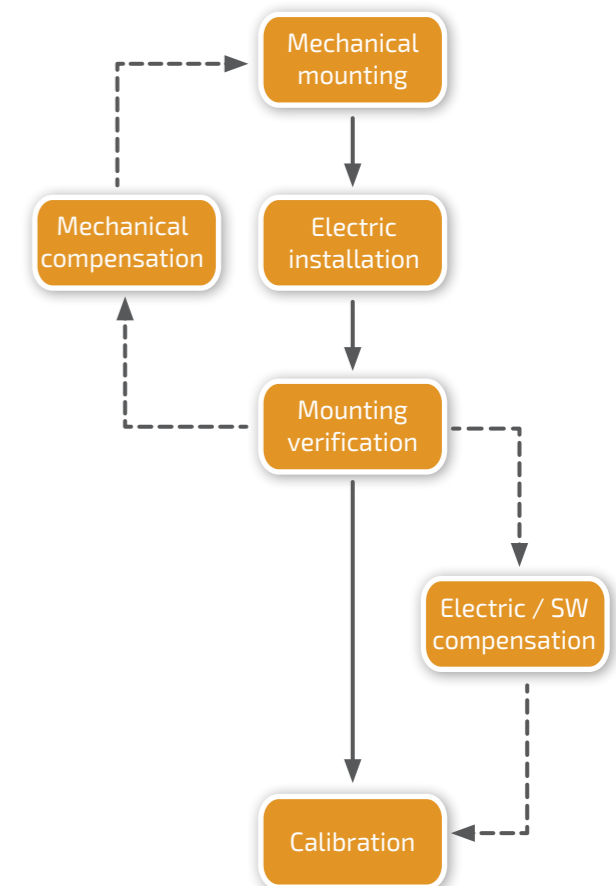 Mechanical
mounting
Mechanical
compensation
Electric
installation
Mounting
verification
Electric / SW
compensation
Calibration